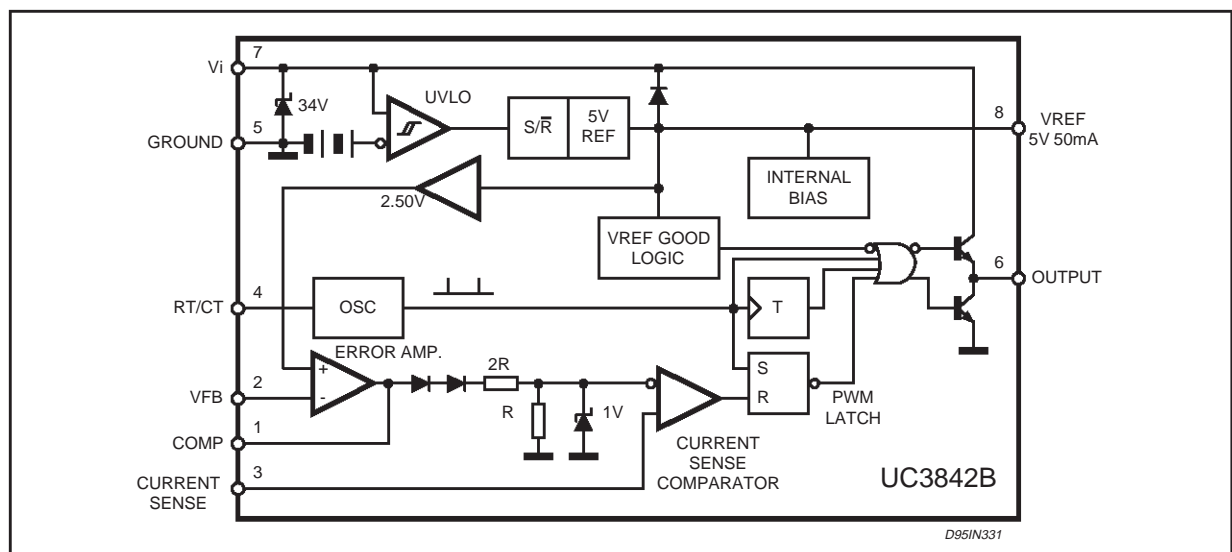 7
Vi
34V
UVLO
5
GROUND
S/R̅
5V
REF
8
VREF
5V 50mA
INTERNAL
BIAS
2.50V
VREF GOOD
LOGIC
6
OUTPUT
4
RT/CT
OSC
T
ERROR AMP.
2R
+
-
2
VFB
R
1V
S
R
PWM
LATCH
1
COMP
3
CURRENT
SENSE
CURRENT
SENSE
COMPARATOR
UC3842B
D95IN331